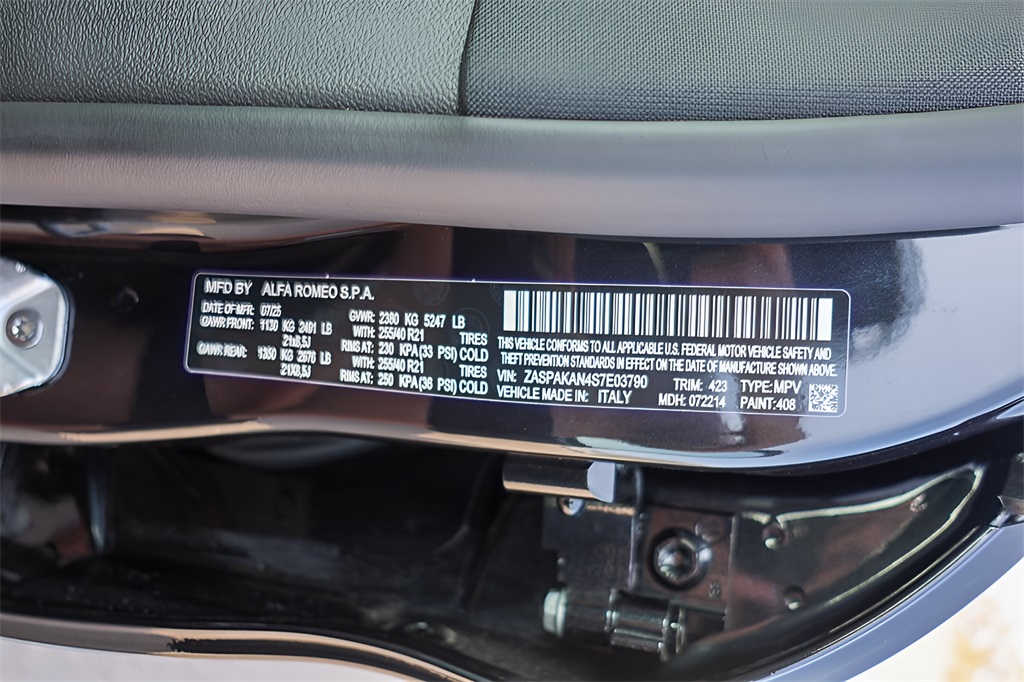 MFD BY ALFA ROMEO S.P.A.
DATE OF MFR: 07/25 GVWR: 2380 KG 5247 LB
GAWR FRONT: 1130 KG 2491 LB WITH: 255/40 R21 TIRES
21X8,5J RIMS AT: 230 KPA (33 PSI) COLD
GAWR REAR: 1350 KG 2976 LB WITH: 255/40 R21 TIRES
RIMS AT: 250 KPA (36 PSI) COLD
THIS VEHICLE CONFORMS TO ALL APPLICABLE U.S. FEDERAL MOTOR VEHICLE SAFETY AND
THEFT PREVENTION STANDARDS IN EFFECT ON THE DATE OF MANUFACTURE SHOWN ABOVE.
VIN: ZASPAKAN4S7E03790 TRIM: 423 TYPE: MPV
VEHICLE MADE IN: ITALY MDH: 072214 PAINT: 408